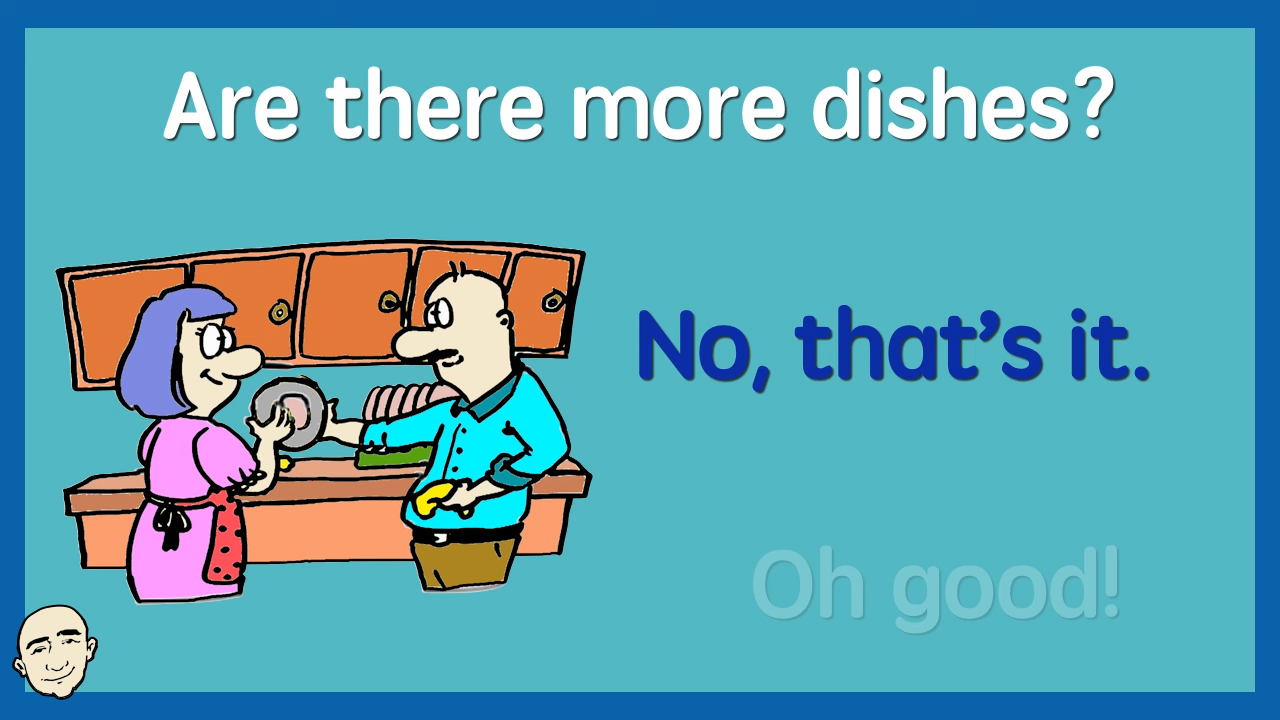 Are there more dishes?
No, that’s it.
Oh good!